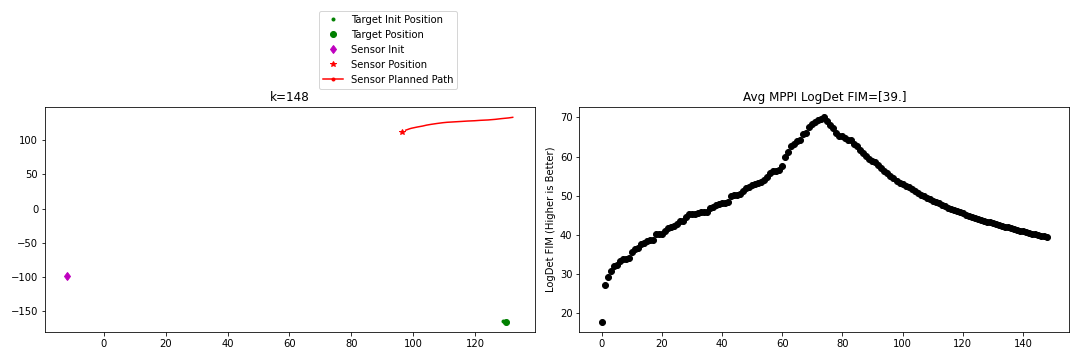 Target Init Position
Target Position
Sensor Init
Sensor Position
Sensor Planned Path
k=148
100
50
0
−50
−100
−150
0 20 40 60 80 100 120
Avg MPPI LogDet FIM=[39.]
LogDet FIM (Higher is Better)
70
60
50
40
30
20
0 20 40 60 80 100 120 140